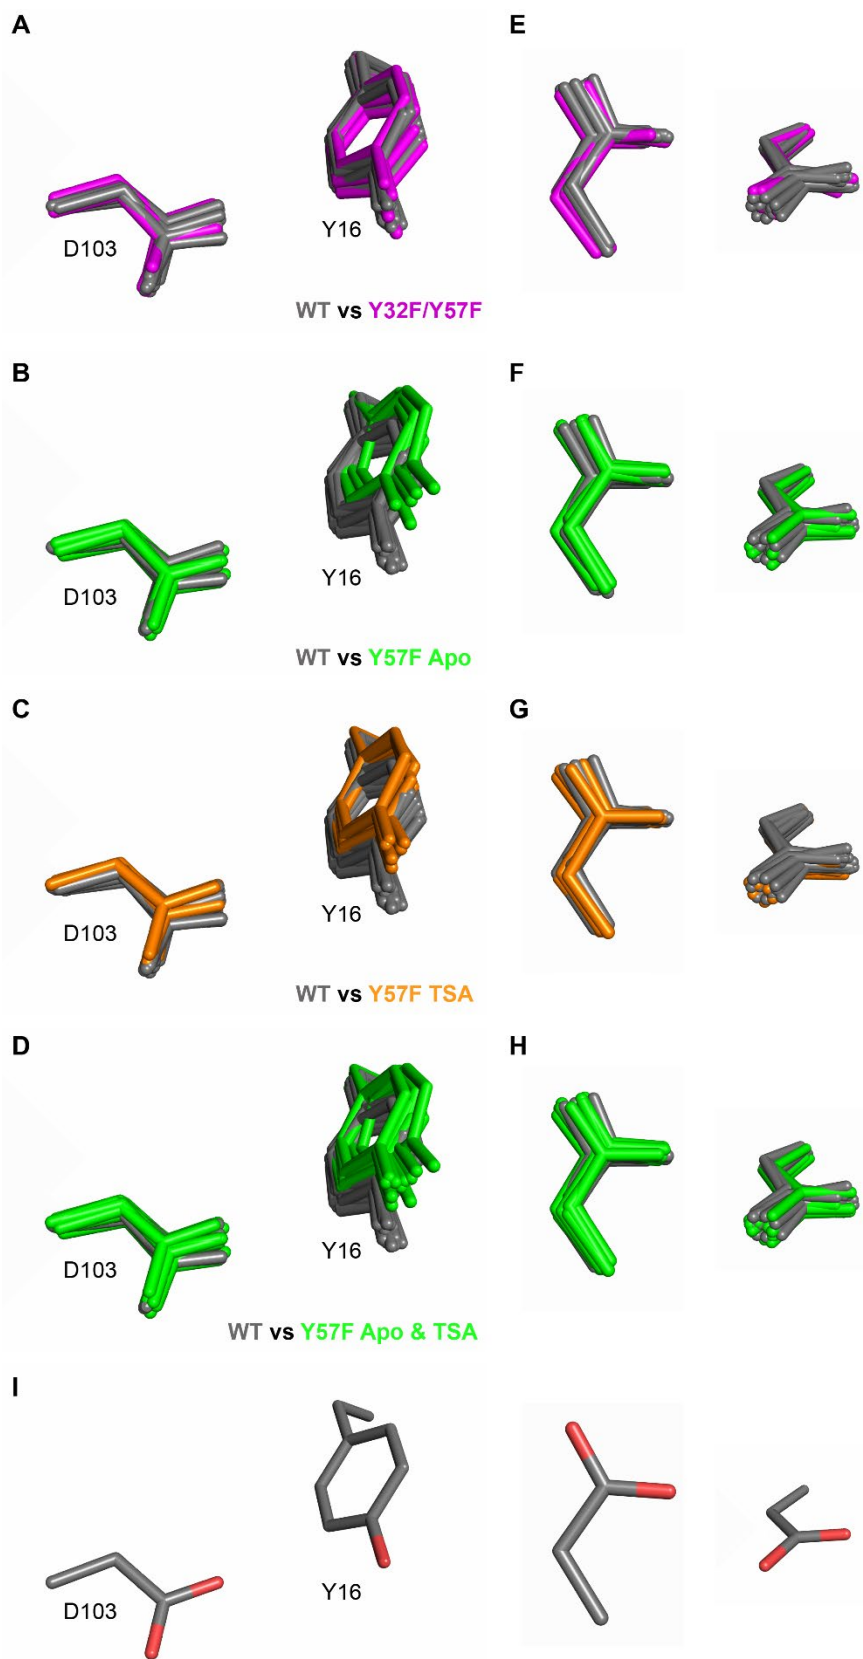 A
E
D103
Y16
WT vs Y32F/Y57F
B
F
D103
Y16
WT vs Y57F Apo
C
G
D103
Y16
WT vs Y57F TSA
D
H
D103
Y16
WT vs Y57F Apo & TSA
I
D103
Y16